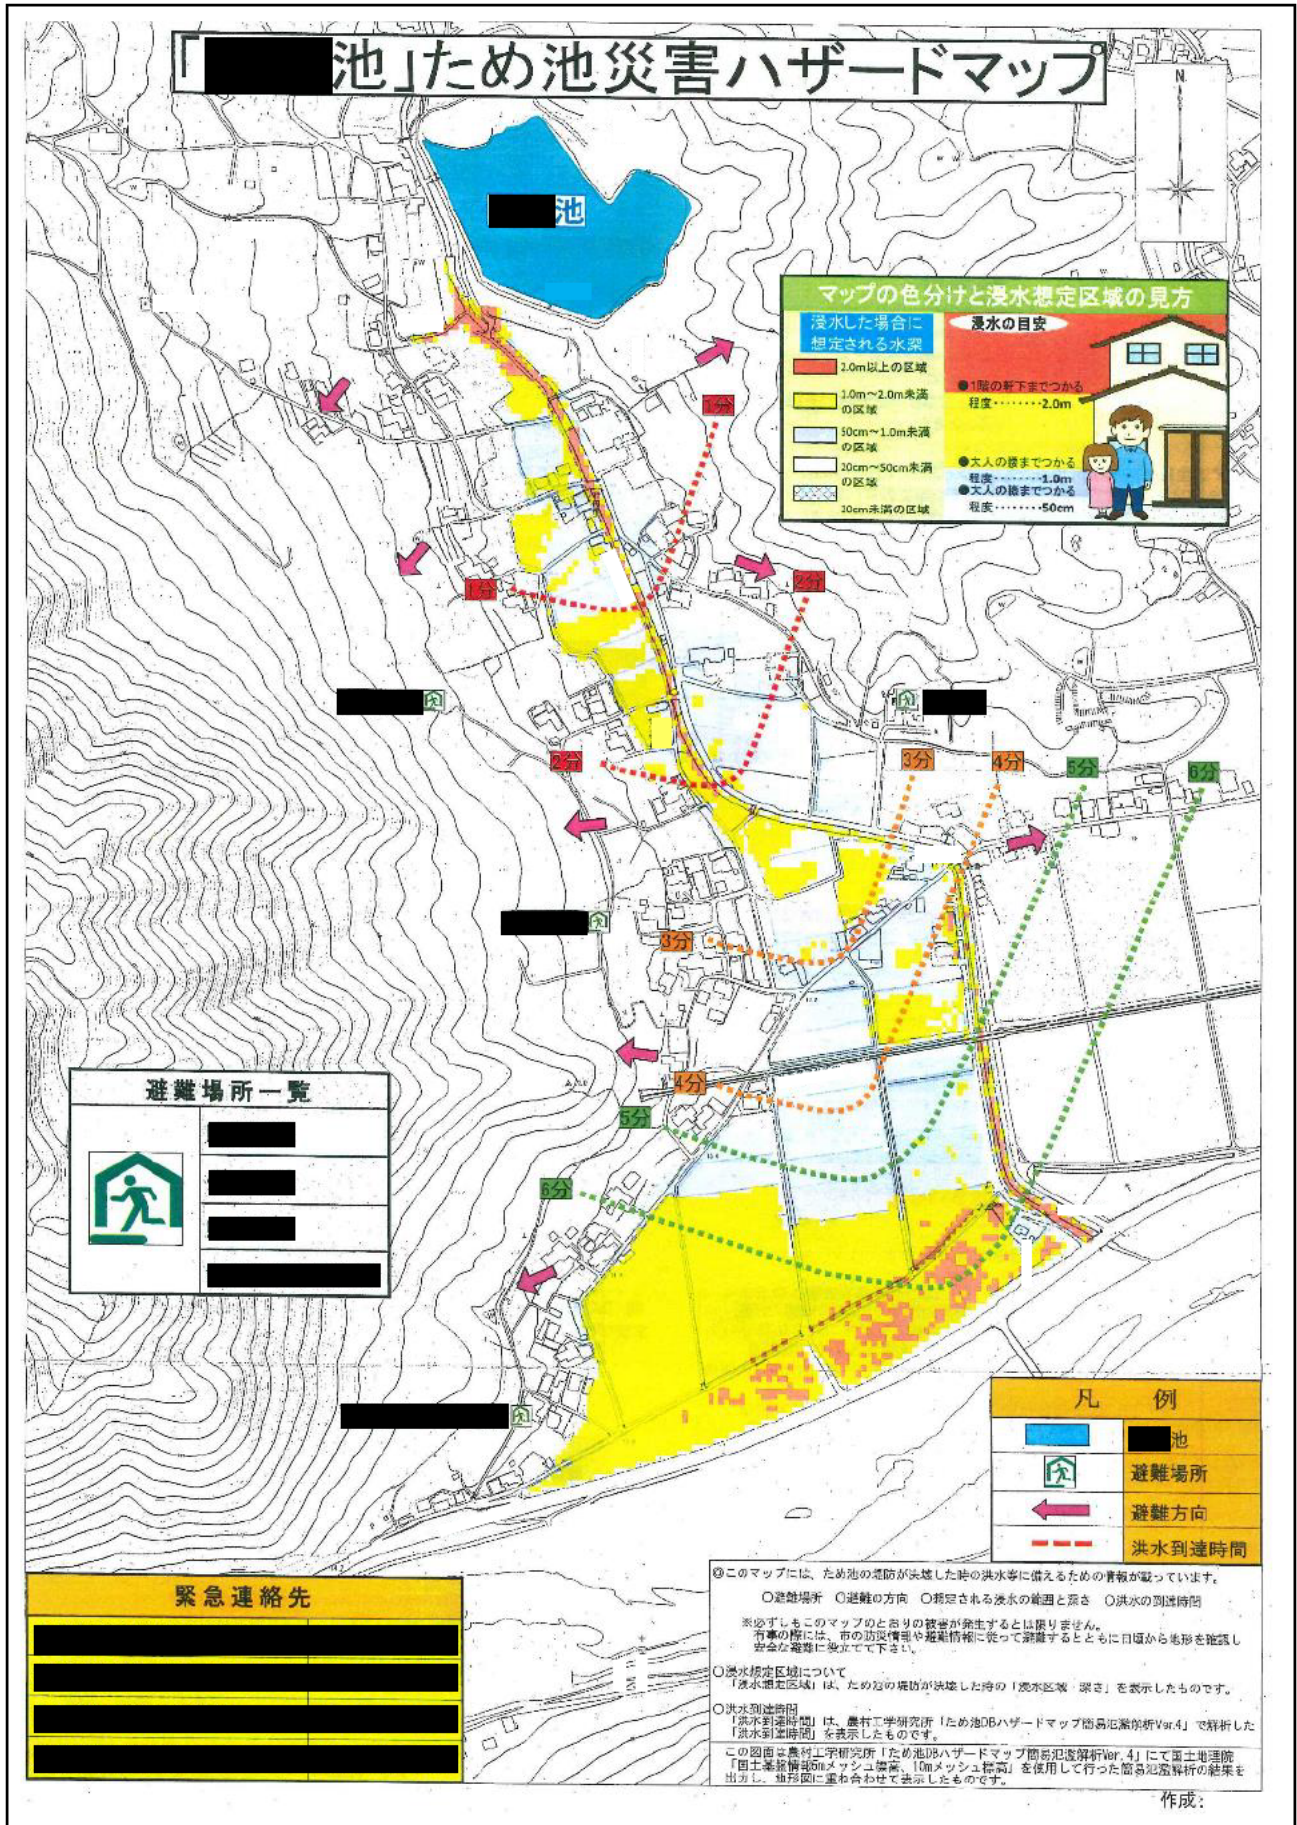 「池」ため池災害ハザードマップ
N
池
マップの色分けと浸水想定区域の見方
浸水した場合に
想定される水深
2.0m以上の区域
1.0m～2.0m未満
の区域
50cm～1.0m未満
の区域
20cm～50cm未満
の区域
20cm未満の区域
浸水の目安
●1階の軒下までつかる
程度‥‥‥‥2.0m
●大人の腰までつかる
程度‥‥‥‥1.0m
●大人の膝までつかる
程度‥‥‥‥50cm
1分
1分
2分
2分
3分
4分
5分
6分
3分
4分
5分
6分
避難場所一覧
凡 例
池
避難場所
避難方向
洪水到達時間
緊急連絡先
◎このマップには、ため池の堤防が決壊した時の洪水等に備えるための情報が載っています。
○避難場所 ○避難の方向 ○想定される浸水の範囲と深さ ○洪水の到達時間
※必ずしもこのマップのとおりの被害が発生するとは限りません。
有事の際には、市の防災情報や避難情報に従って避難するとともに日頃から地形を確認し
安全な避難に役立てて下さい。
○浸水想定区域について
「浸水想定区域」は、ため池の堤防が決壊した時の「浸水区域・深さ」を表示したものです。
○洪水到達時間
「洪水到達時間」は、農村工学研究所「ため池DBハザードマップ簡易氾濫解析Ver.4」で解析した
「洪水到達時間」を表示したものです。
この図面は農村工学研究所「ため池DBハザードマップ簡易氾濫解析Ver.4」にて国土地理院
「国土基盤情報5mメッシュ標高、10mメッシュ標高」を使用して行った簡易氾濫解析の結果を
出力し、地形図に重ね合わせて表示したものです。
作成：